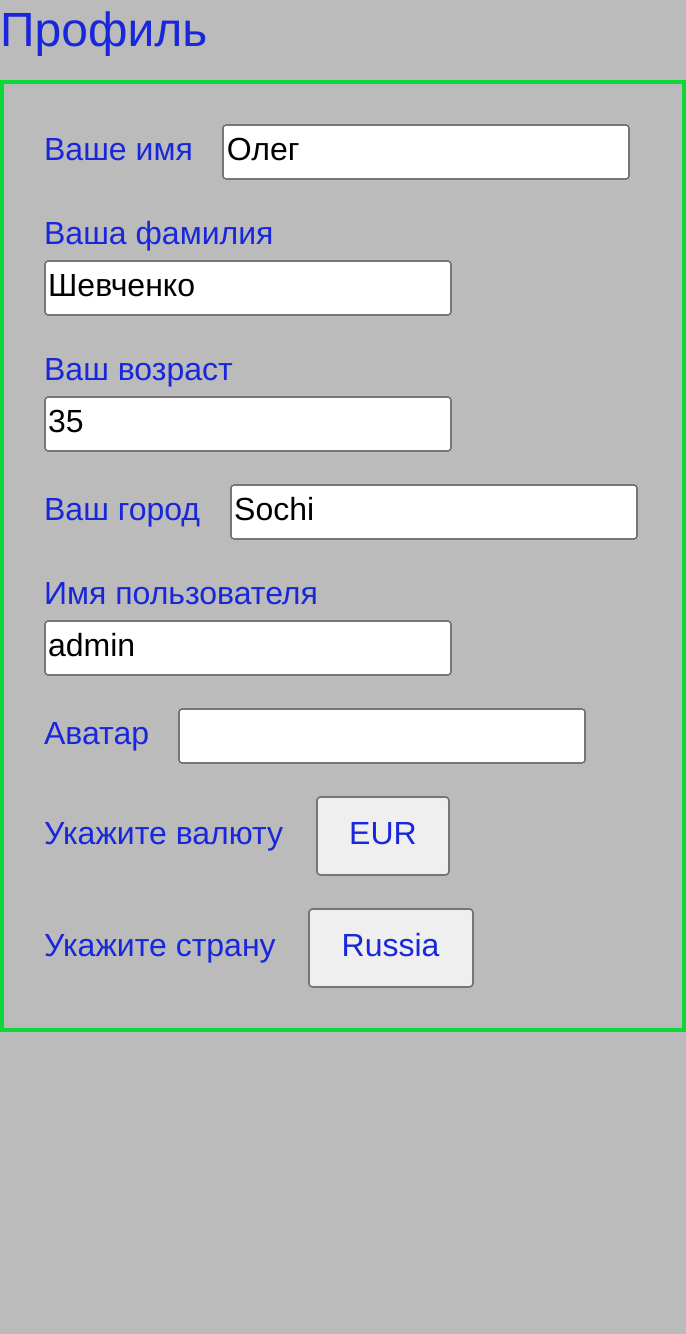 Профиль
Ваше имя Олег
Ваша фамилия
Шевченко
Ваш возраст
35
Ваш город Sochi
Имя пользователя
admin
Аватар
Укажите валюту EUR
Укажите страну Russia